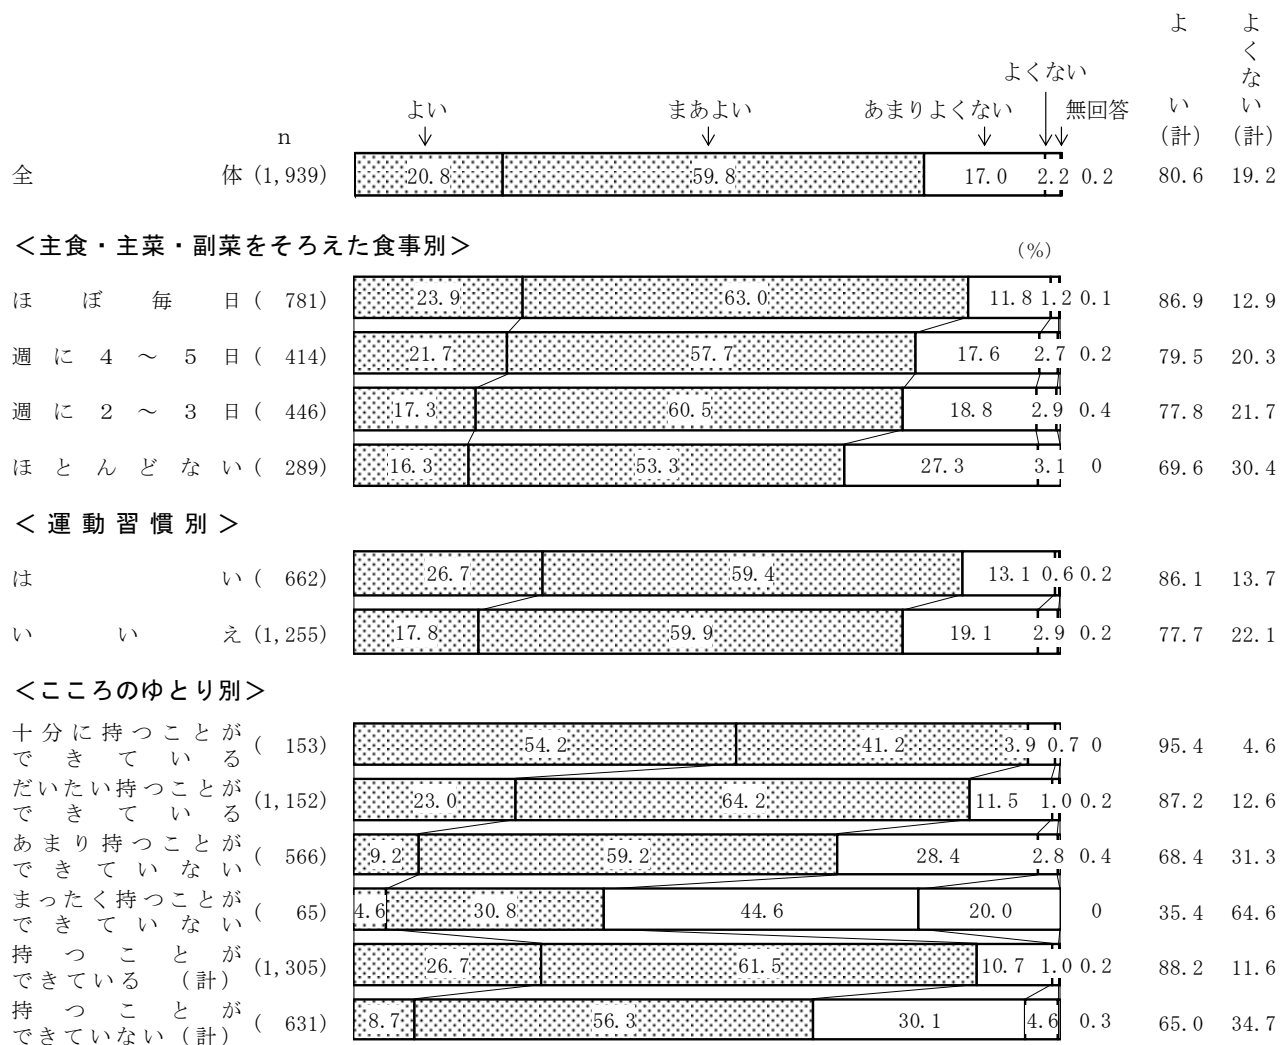 よい(計) よくない(計)
よくない
よい まあよい あまりよくない 無回答
n
全体 (1,939) 20.8 59.8 17.0 2.2 0.2 80.6 19.2
＜主食・主菜・副菜をそろえた食事別＞ (%)
ほぼ毎日 ( 781) 23.9 63.0 11.8 1.2 0.1 86.9 12.9
週に4～5日 ( 414) 21.7 57.7 17.6 2.7 0.2 79.5 20.3
週に2～3日 ( 446) 17.3 60.5 18.8 2.9 0.4 77.8 21.7
ほとんどない ( 289) 16.3 53.3 27.3 3.1 0 69.6 30.4
＜運動習慣別＞
はい ( 662) 26.7 59.4 13.1 0.6 0.2 86.1 13.7
いいえ (1,255) 17.8 59.9 19.1 2.9 0.2 77.7 22.1
＜こころのゆとり別＞
十分に持つことが
できている ( 153) 54.2 41.2 3.9 0.7 0 95.4 4.6
だいたい持つことが
できている (1,152) 23.0 64.2 11.5 1.0 0.2 87.2 12.6
あまり持つことが
できていない ( 566) 9.2 59.2 28.4 2.8 0.4 68.4 31.3
まったく持つことが
できていない ( 65) 4.6 30.8 44.6 20.0 0 35.4 64.6
持つことが
できている (計) (1,305) 26.7 61.5 10.7 1.0 0.2 88.2 11.6
持つことが
できていない(計) ( 631) 8.7 56.3 30.1 4.6 0.3 65.0 34.7